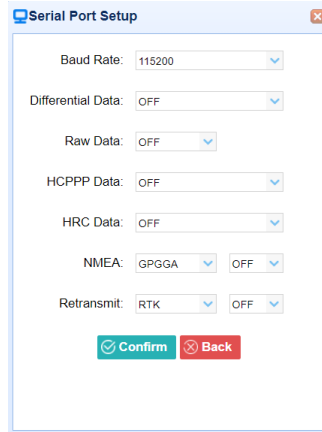 Serial Port Setup
Baud Rate: 115200
Differential Data: OFF
Raw Data: OFF
HCPPP Data: OFF
HRC Data: OFF
NMEA: GPGGA OFF
Retransmit: RTK OFF
Confirm Back